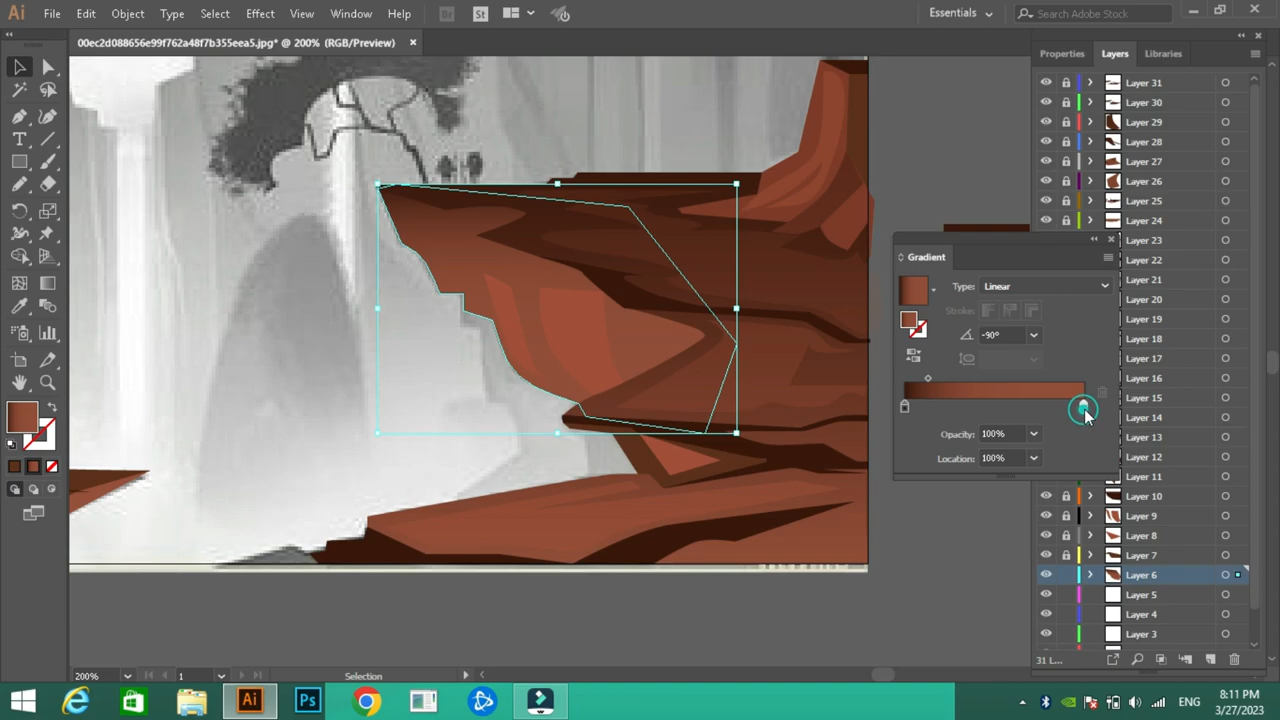 Ai File Edit Object Type Select Effect View Window Help Br St Essentials Search Adobe Stock
00ec2d088656e99f762a48f7b355eea5.jpg* @ 200% (RGB/Preview)
Properties Layers Libraries
Layer 31
Layer 30
Layer 29
Layer 28
Layer 27
Layer 26
Layer 25
Layer 24
Layer 23
Layer 22
Layer 21
Layer 20
Layer 19
Layer 18
Layer 17
Layer 16
Layer 15
Layer 14
Layer 13
Layer 12
Layer 11
Layer 10
Layer 9
Layer 8
Layer 7
Layer 6
Layer 5
Layer 4
Layer 3
31 L...
Gradient
Type: Linear
Stroke:
-90°
Opacity: 100%
Location: 100%
200% 1 Selection
Ai Ps ENG
8:11 PM
3/27/2023